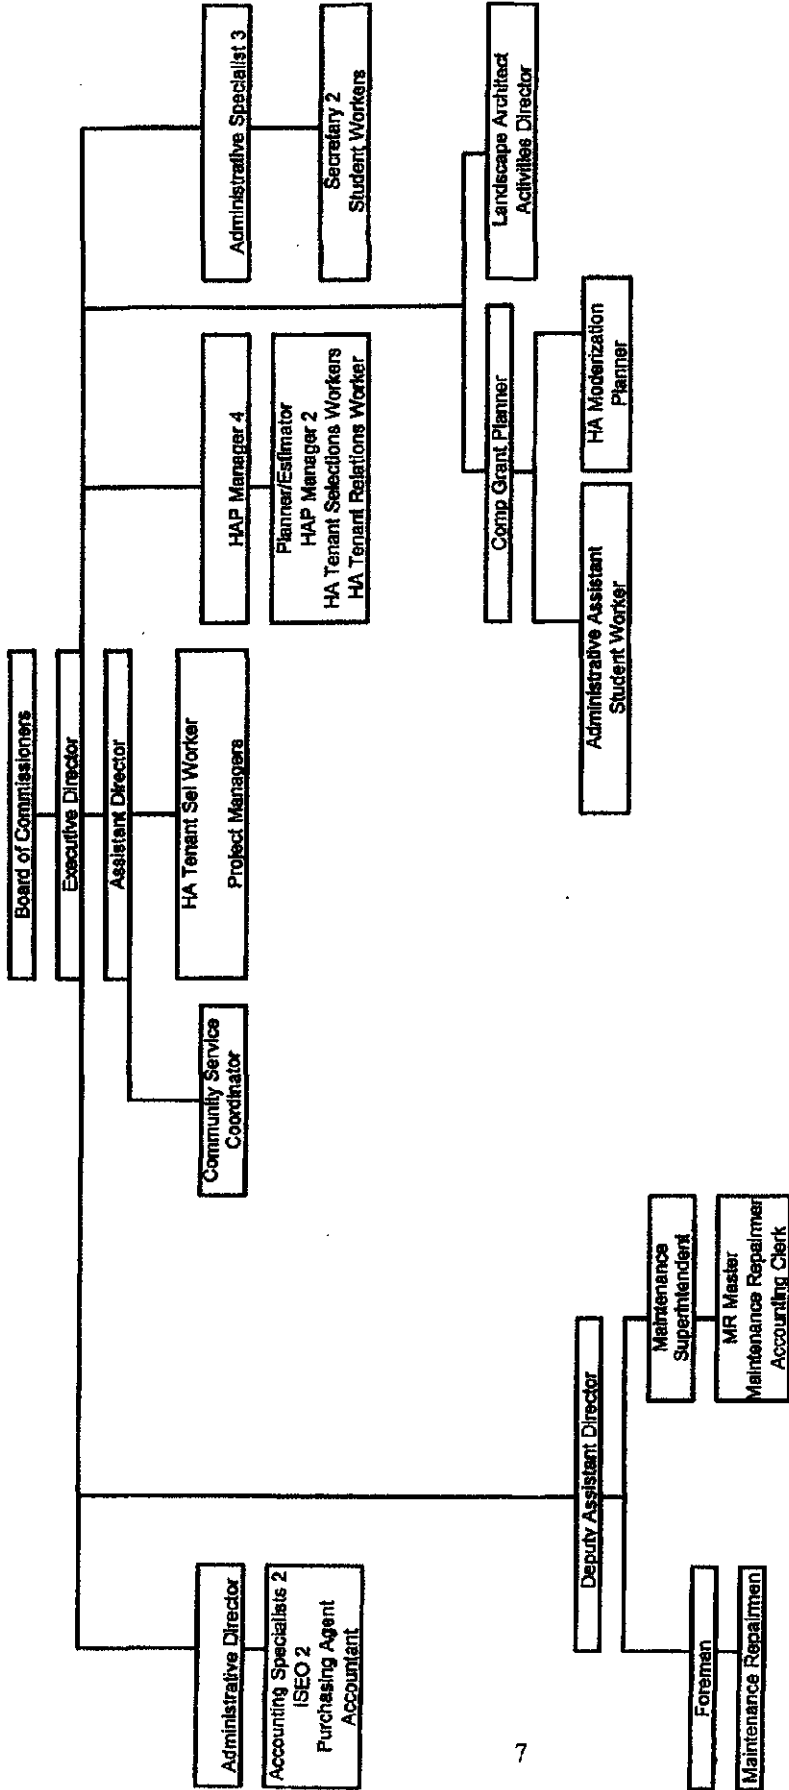 Board of Commissioners
Executive Director
Assistant Director
HA Tenant Sel Worker
Project Managers
Community Service
Coordinator
Administrative Director
Accounting Specialists 2
ISEO 2
Purchasing Agent
Accountant
Deputy Assistant Director
Foreman
Maintenance Repairmen
Maintenance
Superintendent
MR Master
Maintenance Repairmen
Accounting Clerk
HAP Manager 4
Planner/Estimator
HAP Manager 2
HA Tenant Selections Workers
HA Tenant Relations Worker
Administrative Specialist 3
Secretary 2
Student Workers
Comp Grant Planner
Administrative Assistant
Student Worker
HA Moderization
Planner
Landscape Architect
Activities Director
7